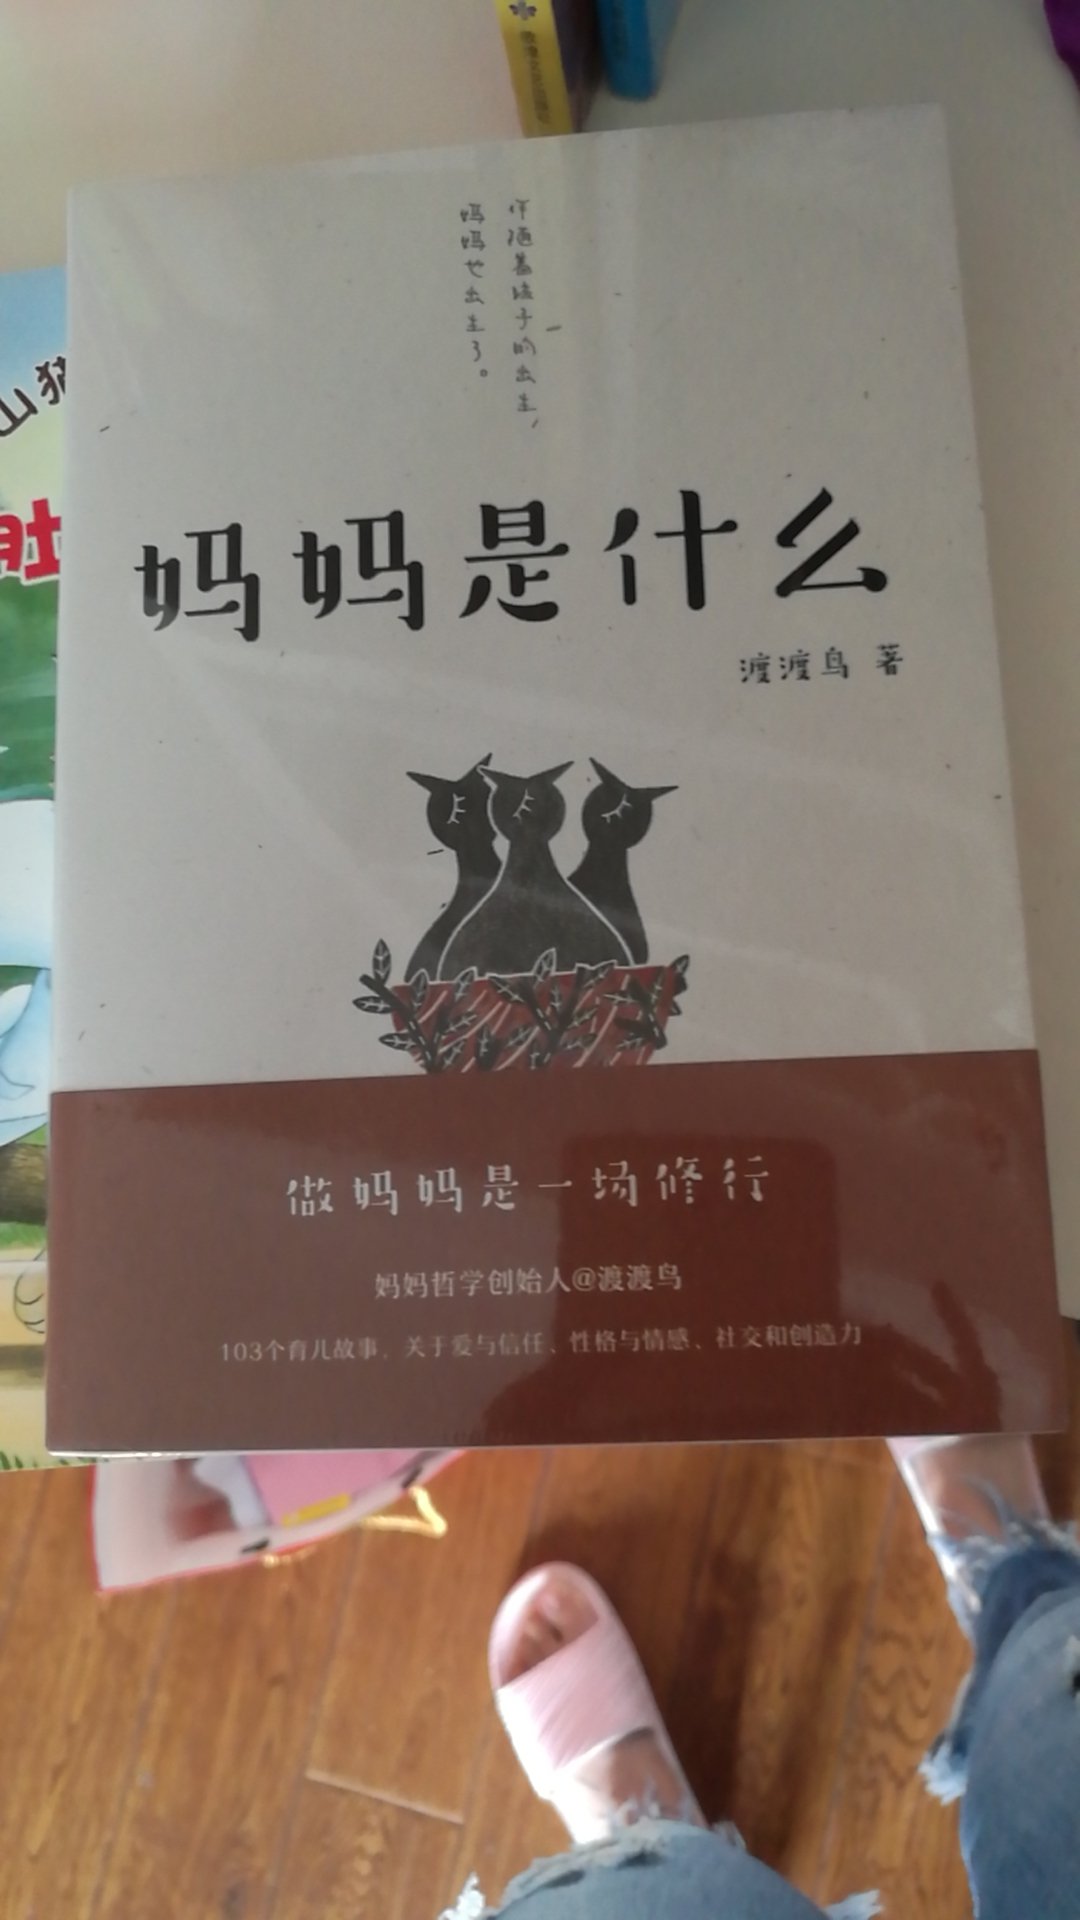 伴随着孩子的出生,
妈妈也出生了。
妈妈是什么
渡渡鸟 著
做妈妈是一场修行
妈妈哲学创始人@渡渡鸟
103个育儿故事，关于爱与信任、性格与情感、社交和创造力
山猫
肚